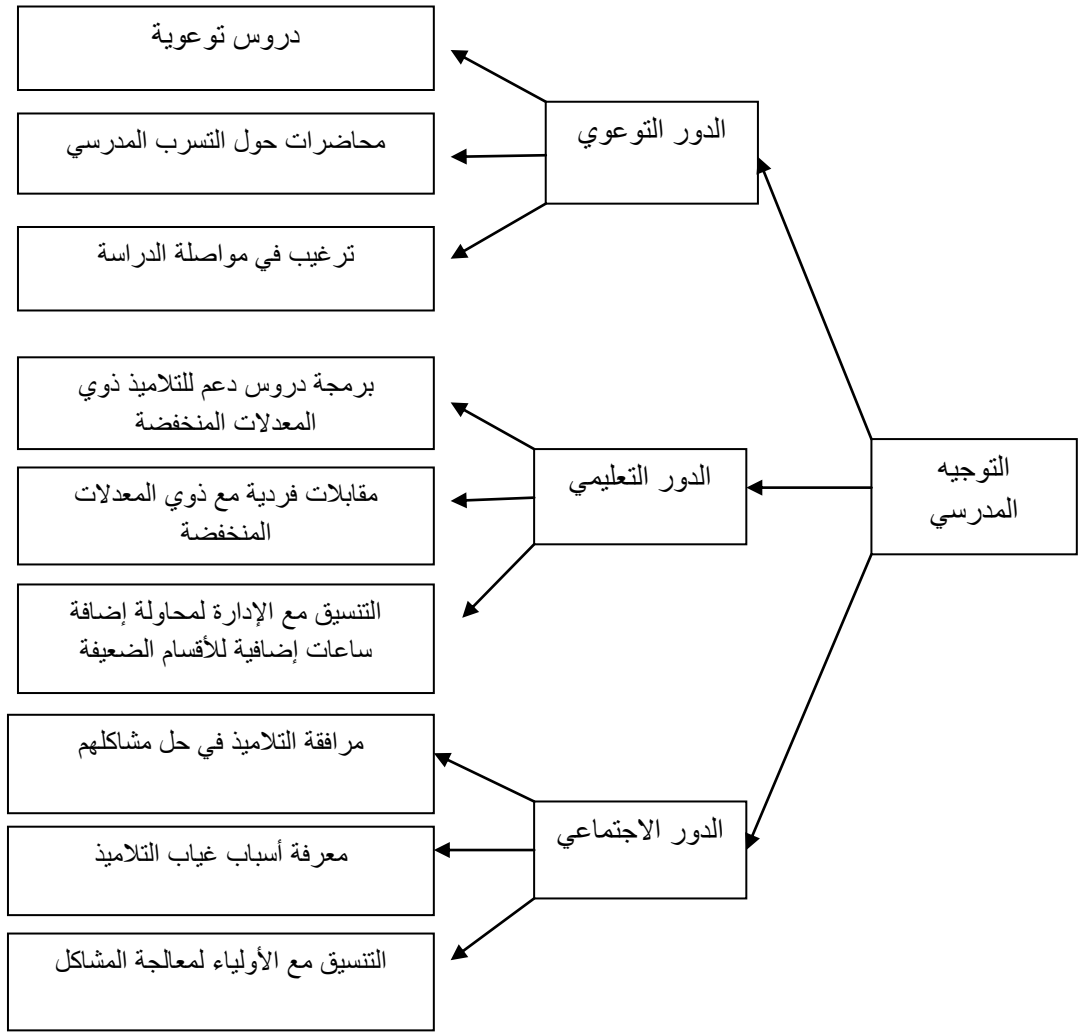 التوجيه
المدرسي
الدور التوعوي
دروس توعوية
محاضرات حول التسرب المدرسي
ترغيب في مواصلة الدراسة
الدور التعليمي
برمجة دروس دعم للتلاميذ ذوي
المعدلات المنخفضة
مقابلات فردية مع ذوي المعدلات
المنخفضة
التنسيق مع الإدارة لمحاولة إضافة
ساعات إضافية للأقسام الضعيفة
الدور الاجتماعي
مرافقة التلاميذ في حل مشاكلهم
معرفة أسباب غياب التلاميذ
التنسيق مع الأولياء لمعالجة المشاكل